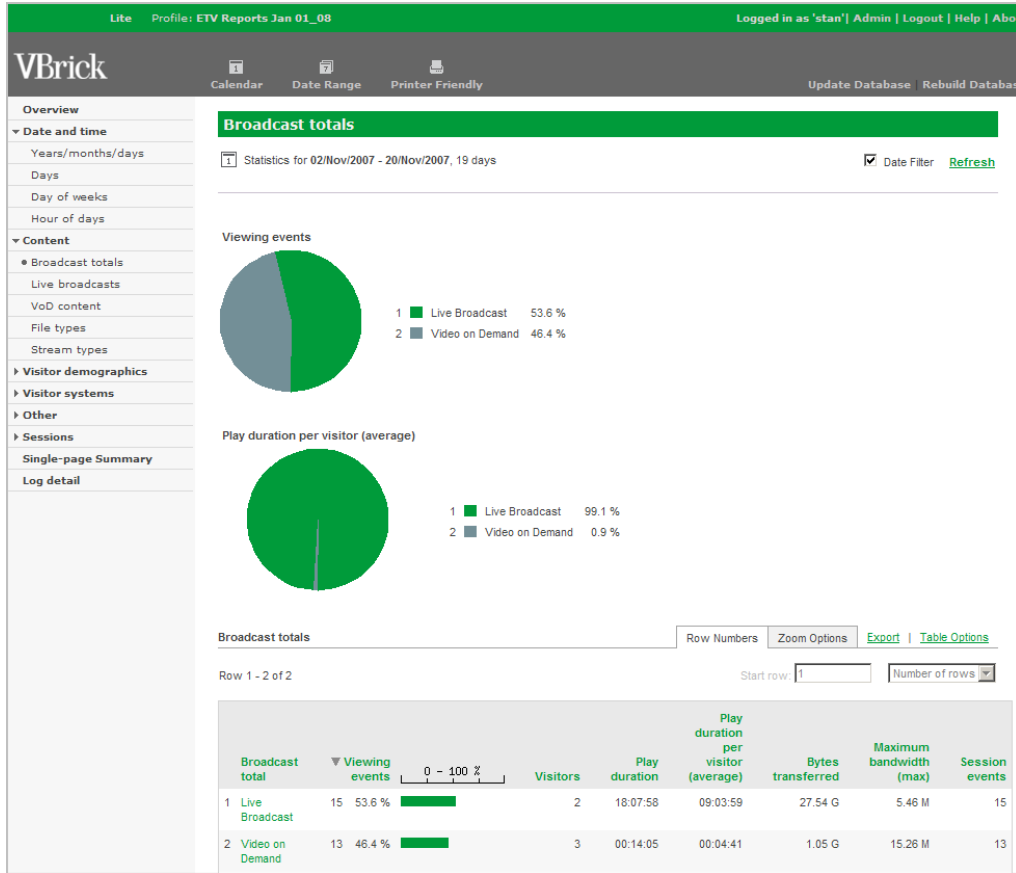 Lite Profile: ETV Reports Jan 01_08 Logged in as 'stan'| Admin | Logout | Help | Abo
VBrick
1 7
Calendar Date Range Printer Friendly Update Database | Rebuild Databas
Overview
Date and time
Years/months/days
Days
Day of weeks
Hour of days
Content
Broadcast totals
Live broadcasts
VoD content
File types
Stream types
Visitor demographics
Visitor systems
Other
Sessions
Single-page Summary
Log detail
Broadcast totals
1 Statistics for 02/Nov/2007 - 20/Nov/2007, 19 days Date Filter Refresh
Viewing events
1 Live Broadcast 53.6 %
2 Video on Demand 46.4 %
Play duration per visitor (average)
1 Live Broadcast 99.1 %
2 Video on Demand 0.9 %
Broadcast totals Row Numbers Zoom Options Export | Table Options
Row 1 - 2 of 2 Start row: 1 Number of rows
Play
duration
per
Broadcast Viewing Play visitor Bytes Maximum bandwidth Session
total events 0 - 100 % Visitors duration (average) transferred (max) events
1 Live 15 53.6 % 2 18:07:58 09:03:59 27.54 G 5.46 M 15
Broadcast
2 Video on 13 46.4 % 3 00:14:05 00:04:41 1.05 G 15.26 M 13
Demand